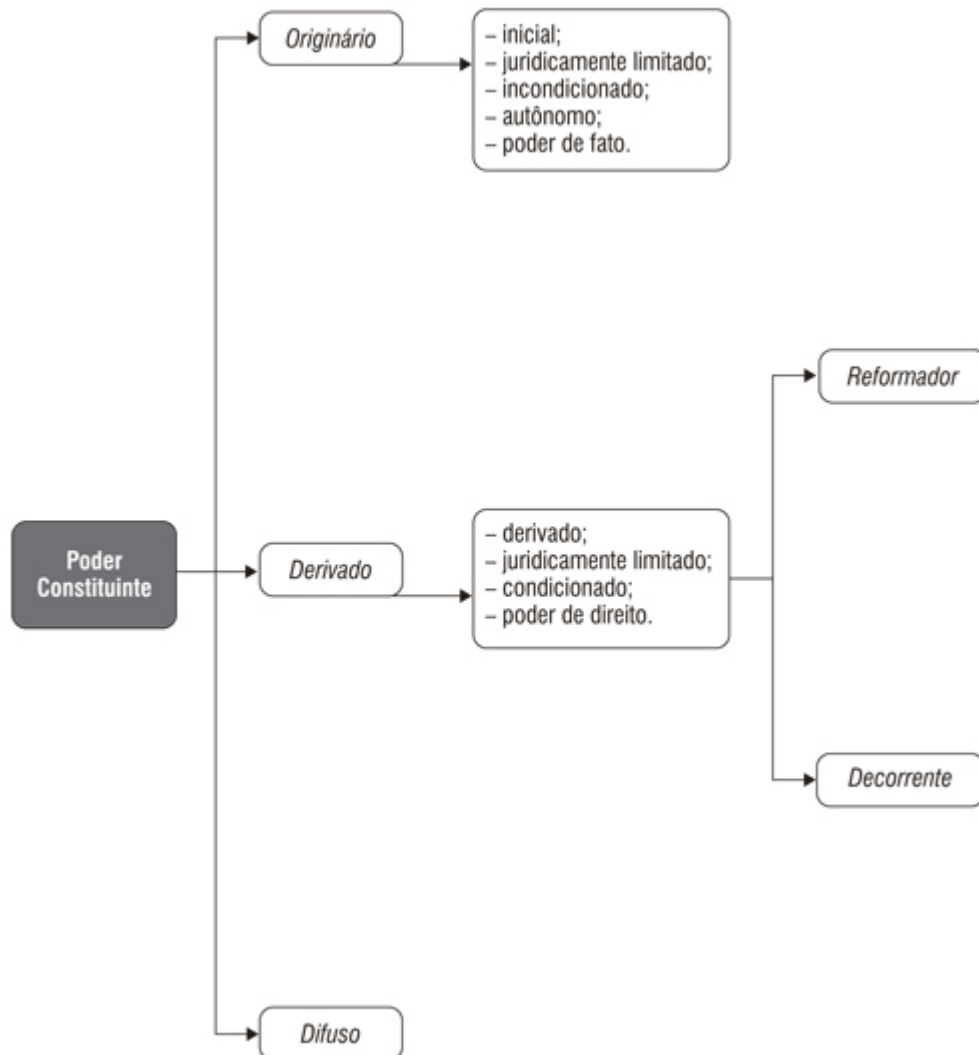 Originário
– inicial;
– juridicamente limitado;
– incondicionado;
– autônomo;
– poder de fato.
Reformador
Poder
Constituinte
Derivado
– derivado;
– juridicamente limitado;
– condicionado;
– poder de direito.
Decorrente
Difuso